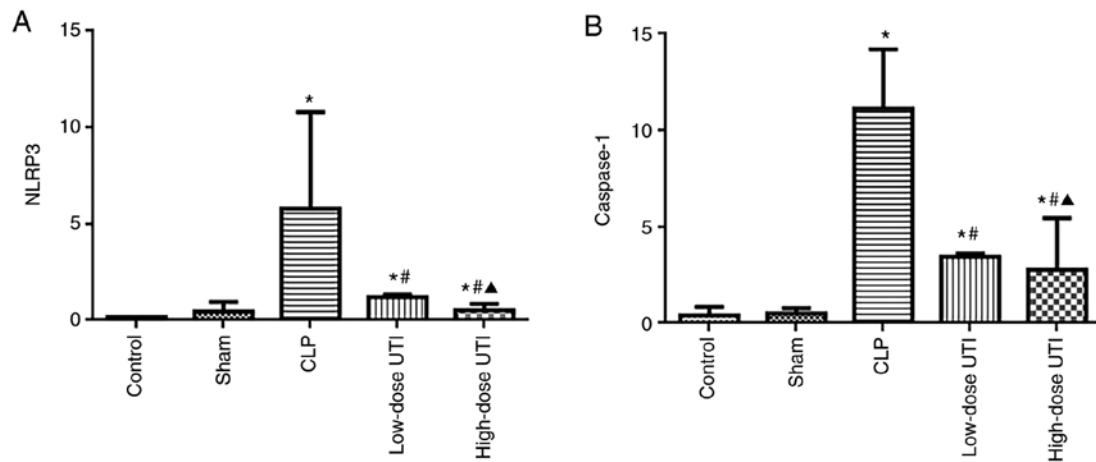 A
NLRP3
15
10
5
0
*
*#
*#▲
Control
Sham
CLP
Low-dose UTI
High-dose UTI
B
Caspase-1
15
10
5
0
*
*#
*#▲
Control
Sham
CLP
Low-dose UTI
High-dose UTI